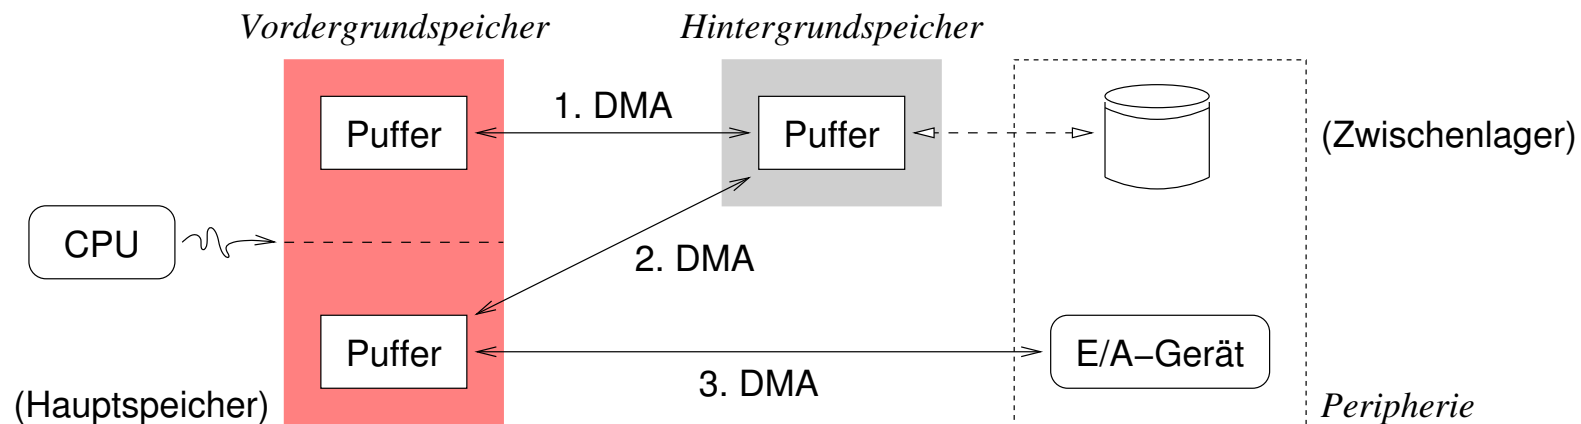 Vordergrundspeicher
Hintergrundspeicher
1. DMA
Puffer
Puffer
(Zwischenlager)
CPU
2. DMA
Puffer
E/A–Gerät
3. DMA
(Hauptspeicher)
Peripherie